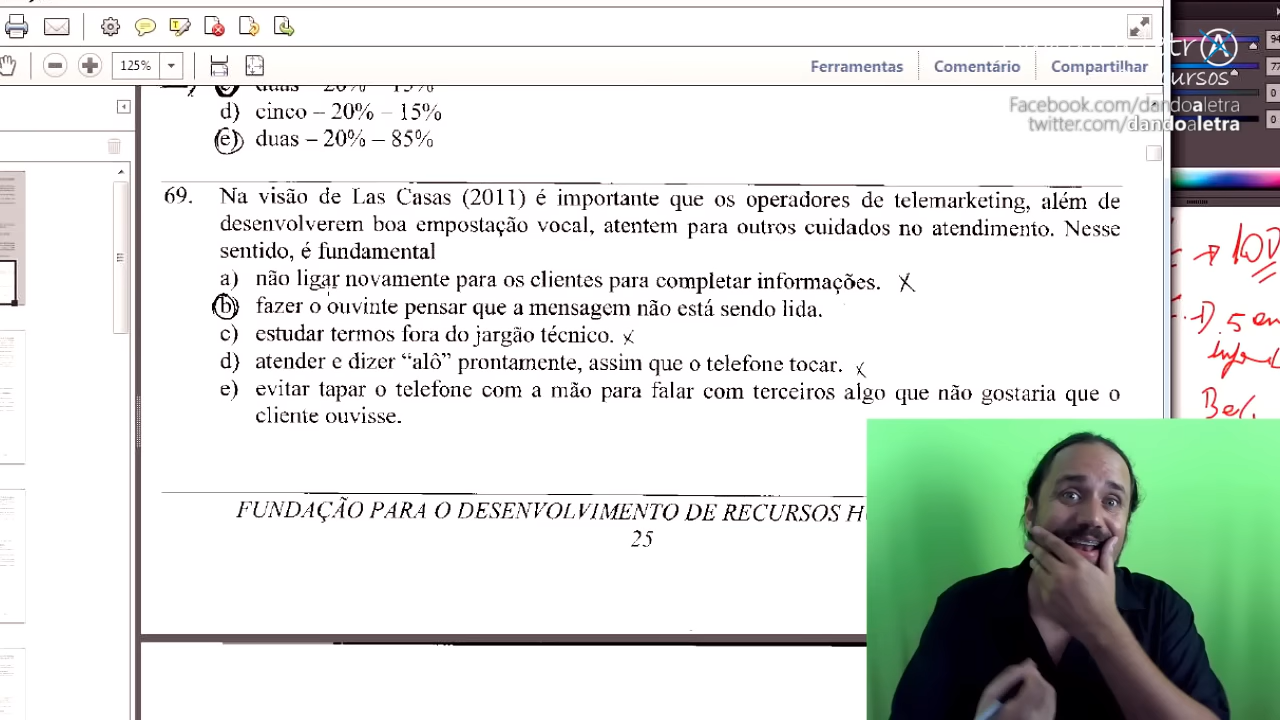 125%
Ferramentas
Comentário
Compartilhar
Facebook.com/dandoaletra
twitter.com/dandoaletra
duas – 20% – 15%
d) cinco – 20% – 15%
e) duas – 20% – 85%
69. Na visão de Las Casas (2011) é importante que os operadores de telemarketing, além de
desenvolverem boa empostação vocal, atentem para outros cuidados no atendimento. Nesse
sentido, é fundamental
a) não ligar novamente para os clientes para completar informações. X
b) fazer o ouvinte pensar que a mensagem não está sendo lida.
c) estudar termos fora do jargão técnico. x
d) atender e dizer “alô” prontamente, assim que o telefone tocar. x
e) evitar tapar o telefone com a mão para falar com terceiros algo que não gostaria que o
cliente ouvisse.
FUNDAÇÃO PARA O DESENVOLVIMENTO DE RECURSOS H
25